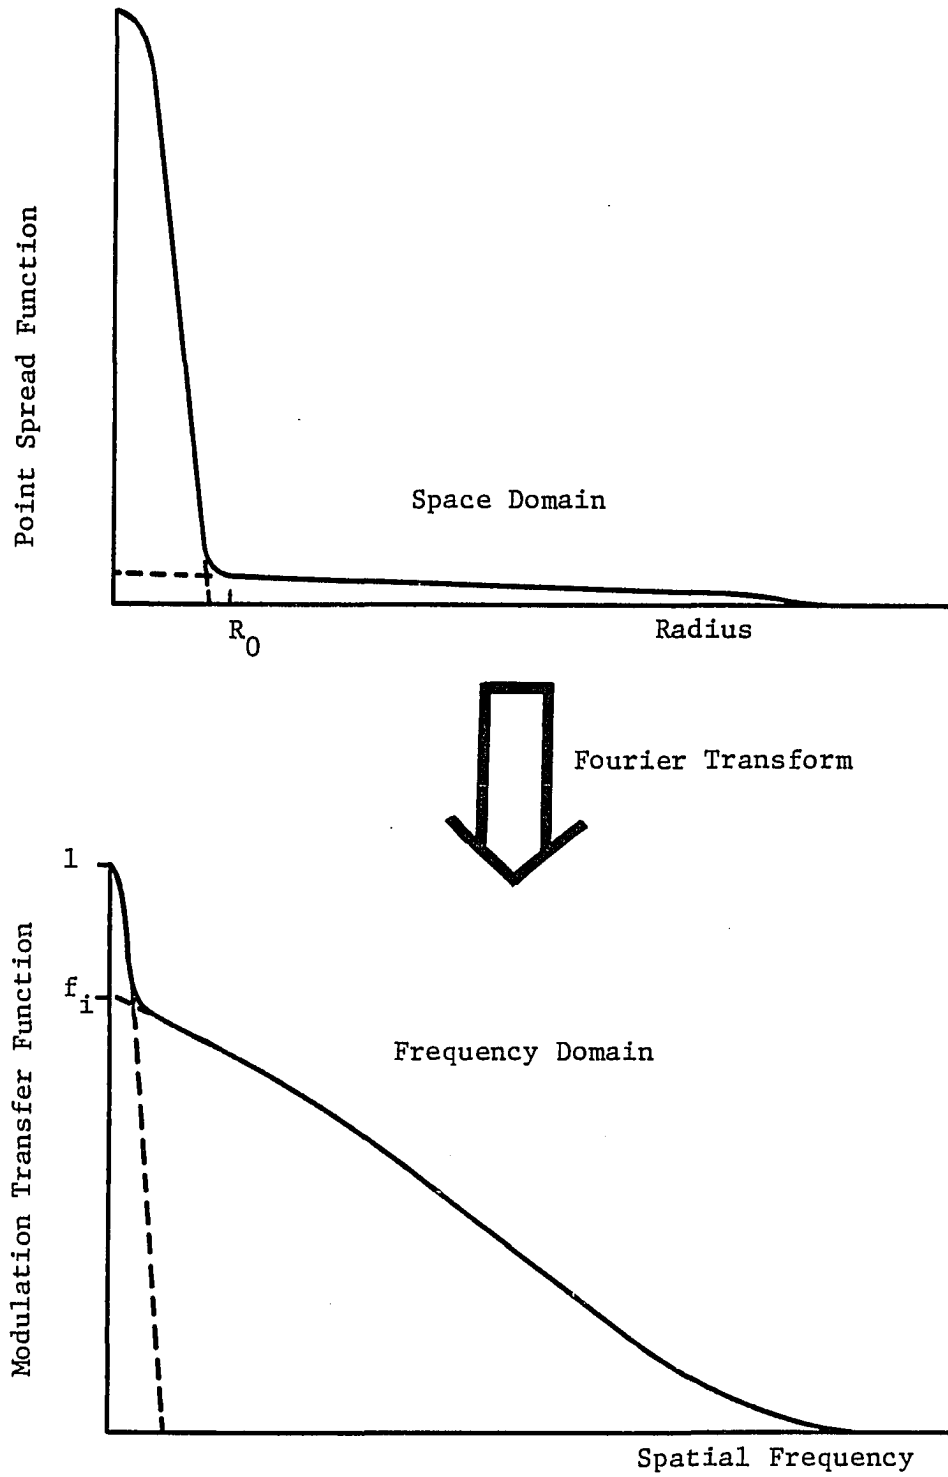 Point Spread Function
Space Domain
R0
Radius
Fourier Transform
1
fi
Modulation Transfer Function
Frequency Domain
Spatial Frequency